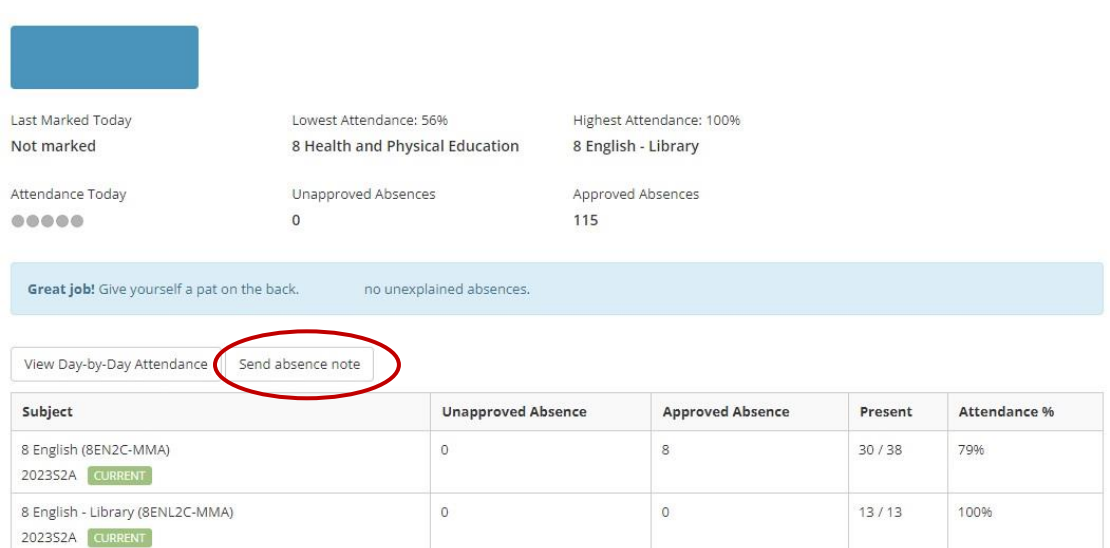 Last Marked Today Lowest Attendance: 56% Highest Attendance: 100%
Not marked 8 Health and Physical Education 8 English - Library
Attendance Today Unapproved Absences Approved Absences
0 115
Great job! Give yourself a pat on the back. no unexplained absences.
View Day-by-Day Attendance Send absence note
Subject Unapproved Absence Approved Absence Present Attendance %
8 English (8EN2C-MMA) 0 8 30 / 38 79%
2023S2A CURRENT
8 English - Library (8ENL2C-MMA) 0 0 13 / 13 100%
2023S2A CURRENT